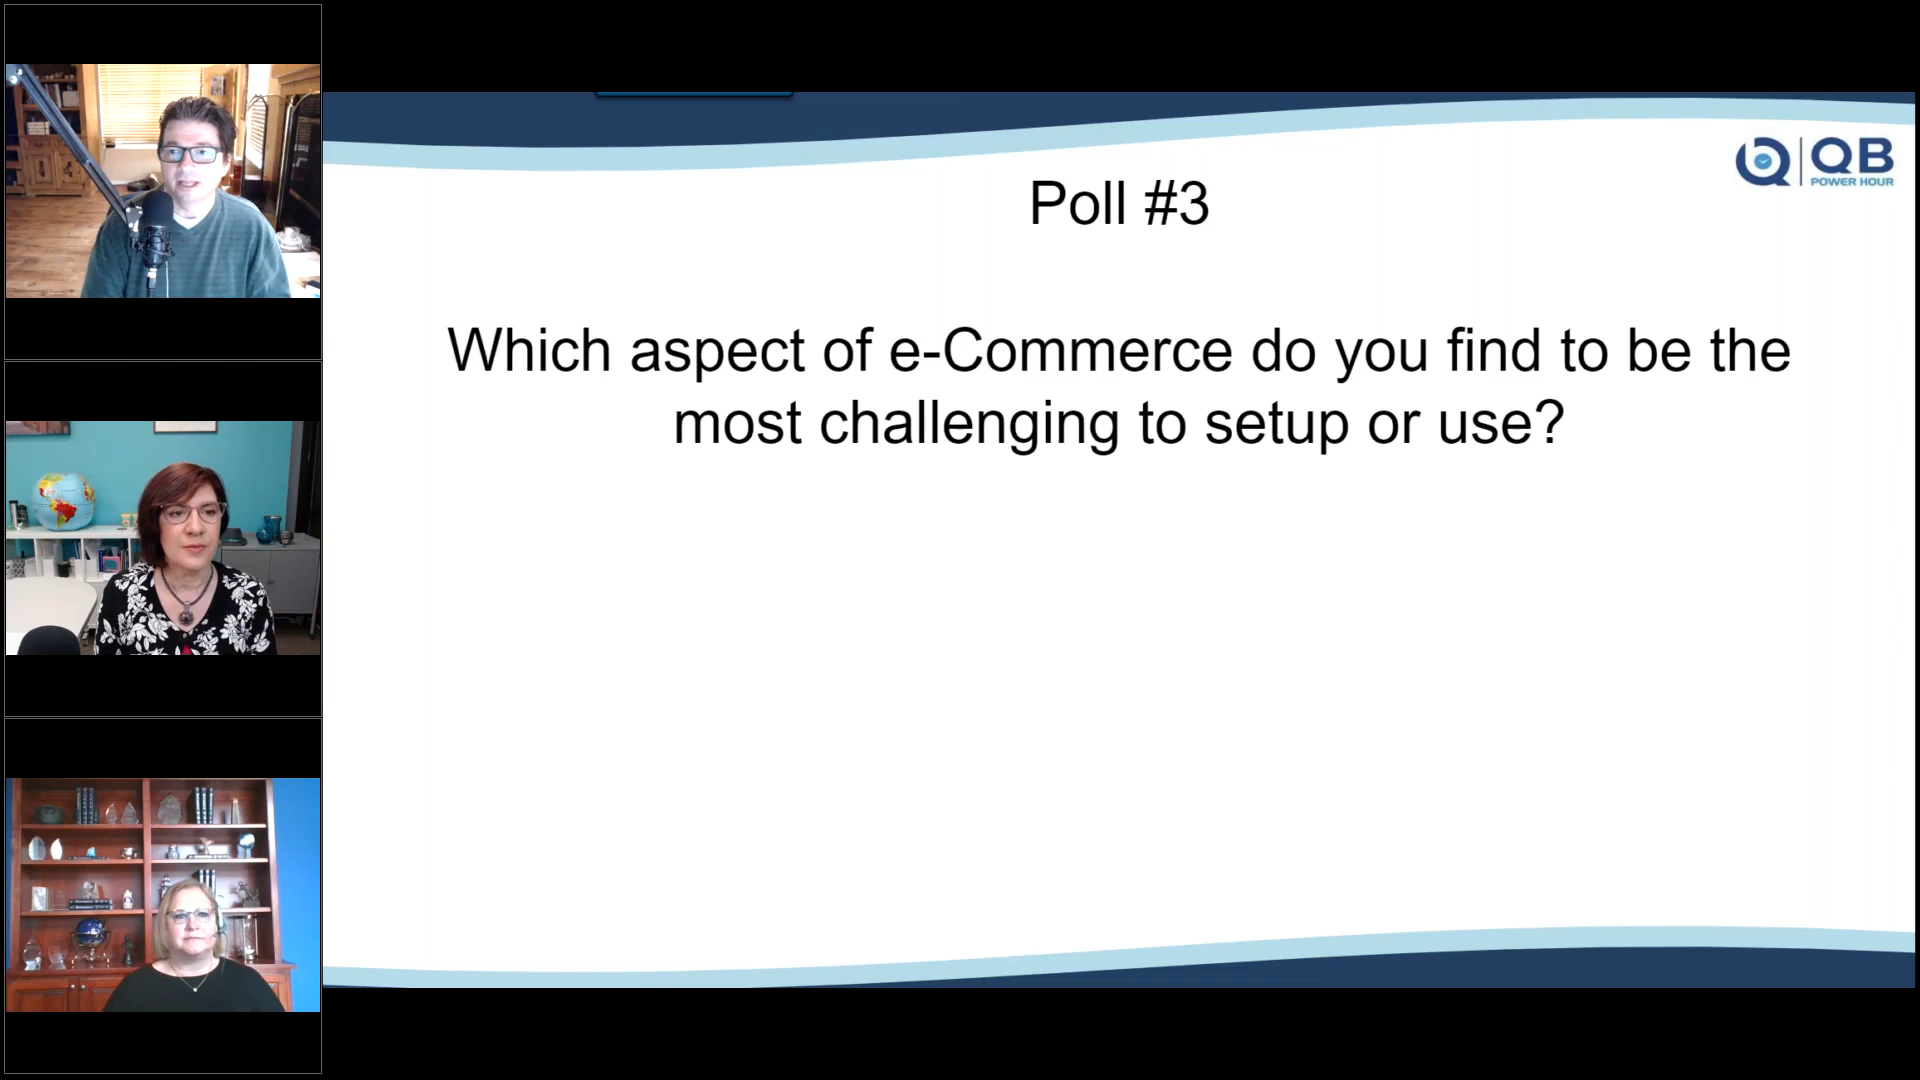 QB
POWER HOUR
Poll #3
Which aspect of e-Commerce do you find to be the
most challenging to setup or use?